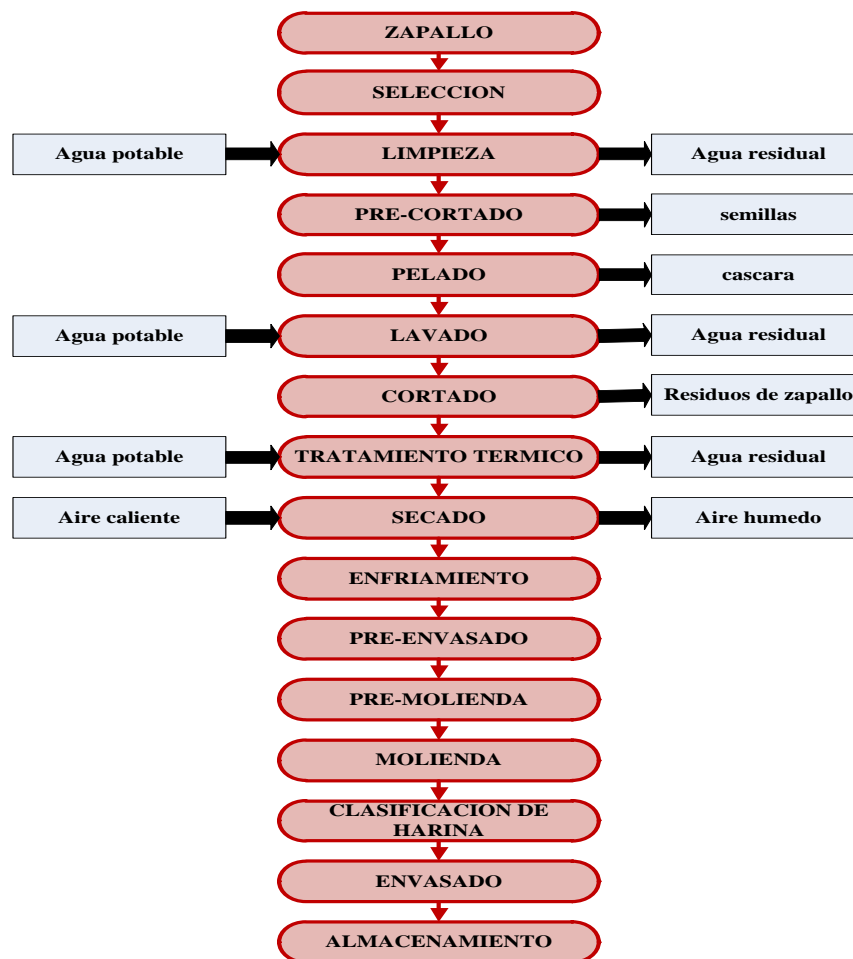 ZAPALLO
SELECCION
Agua potable
LIMPIEZA
Agua residual
PRE-CORTADO
semillas
PELADO
cascara
Agua potable
LAVADO
Agua residual
CORTADO
Residuos de zapallo
Agua potable
TRATAMIENTO TERMICO
Agua residual
Aire caliente
SECADO
Aire humedo
ENFRIAMIENTO
PRE-ENVASADO
PRE-MOLIENDA
MOLIENDA
CLASIFICACION DE
HARINA
ENVASADO
ALMACENAMIENTO